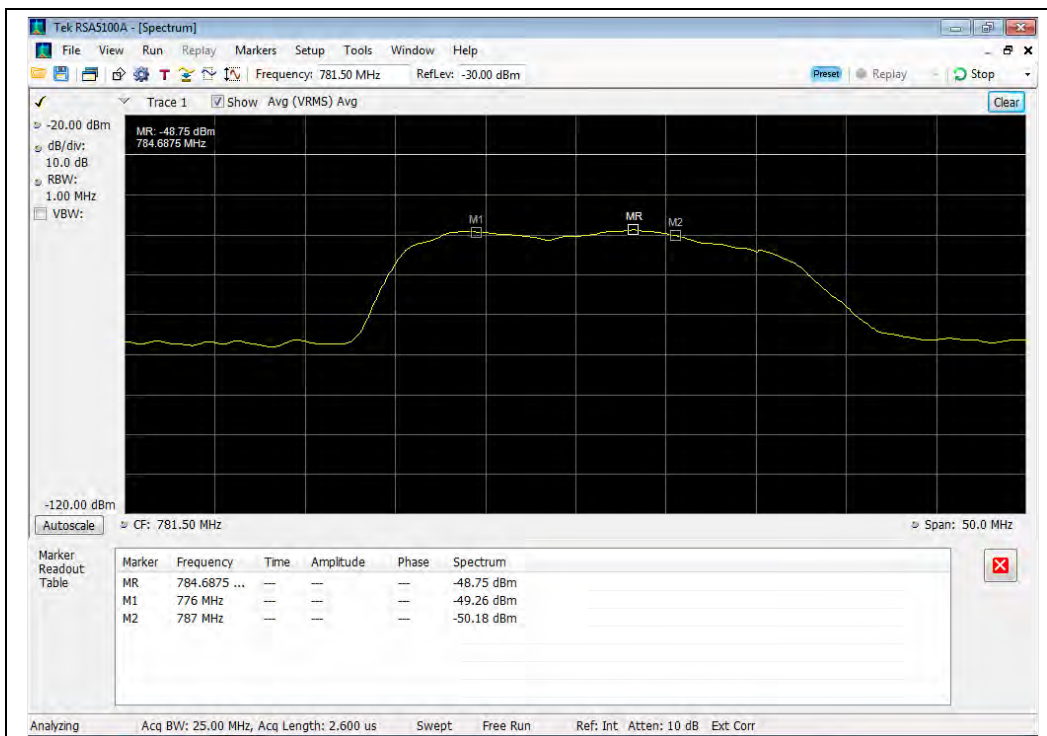 Tek RSA5100A - [Spectrum]
File View Run Replay Markers Setup Tools Window Help
T Frequency: 781.50 MHz RefLev: -30.00 dBm Preset Replay Stop
Trace 1 Show Avg (VRMS) Avg Clear
-20.00 dBm
dB/div:
10.0 dB
RBW:
1.00 MHz
VBW:
MR: -48.75 dBm
784.6875 MHz
M1 MR M2
-120.00 dBm
Autoscale CF: 781.50 MHz Span: 50.0 MHz
Marker
Readout
Table
Marker Frequency Time Amplitude Phase Spectrum
MR 784.6875 ... --- --- --- -48.75 dBm
M1 776 MHz --- --- --- -49.26 dBm
M2 787 MHz --- --- --- -50.18 dBm
Analyzing Acq BW: 25.00 MHz, Acq Length: 2.600 us Swept Free Run Ref: Int Atten: 10 dB Ext Corr